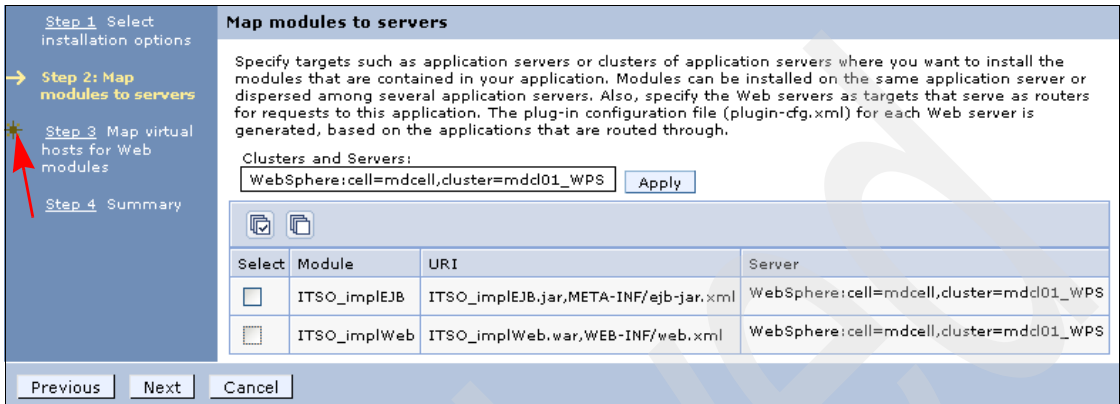 Step 1 Select
installation options
Step 2: Map
modules to servers
Step 3 Map virtual
hosts for Web
modules
Step 4 Summary
Map modules to servers
Specify targets such as application servers or clusters of application servers where you want to install the
modules that are contained in your application. Modules can be installed on the same application server or
dispersed among several application servers. Also, specify the Web servers as targets that serve as routers
for requests to this application. The plug-in configuration file (plugin-cfg.xml) for each Web server is
generated, based on the applications that are routed through.
Clusters and Servers:
WebSphere:cell=mdcell,cluster=mdcl01_WPS Apply
Select Module URI Server
ITSO_implEJB ITSO_implEJB.jar,META-INF/ejb-jar.xml WebSphere:cell=mdcell,cluster=mdcl01_WPS
ITSO_implWeb ITSO_implWeb.war,WEB-INF/web.xml WebSphere:cell=mdcell,cluster=mdcl01_WPS
Previous Next Cancel